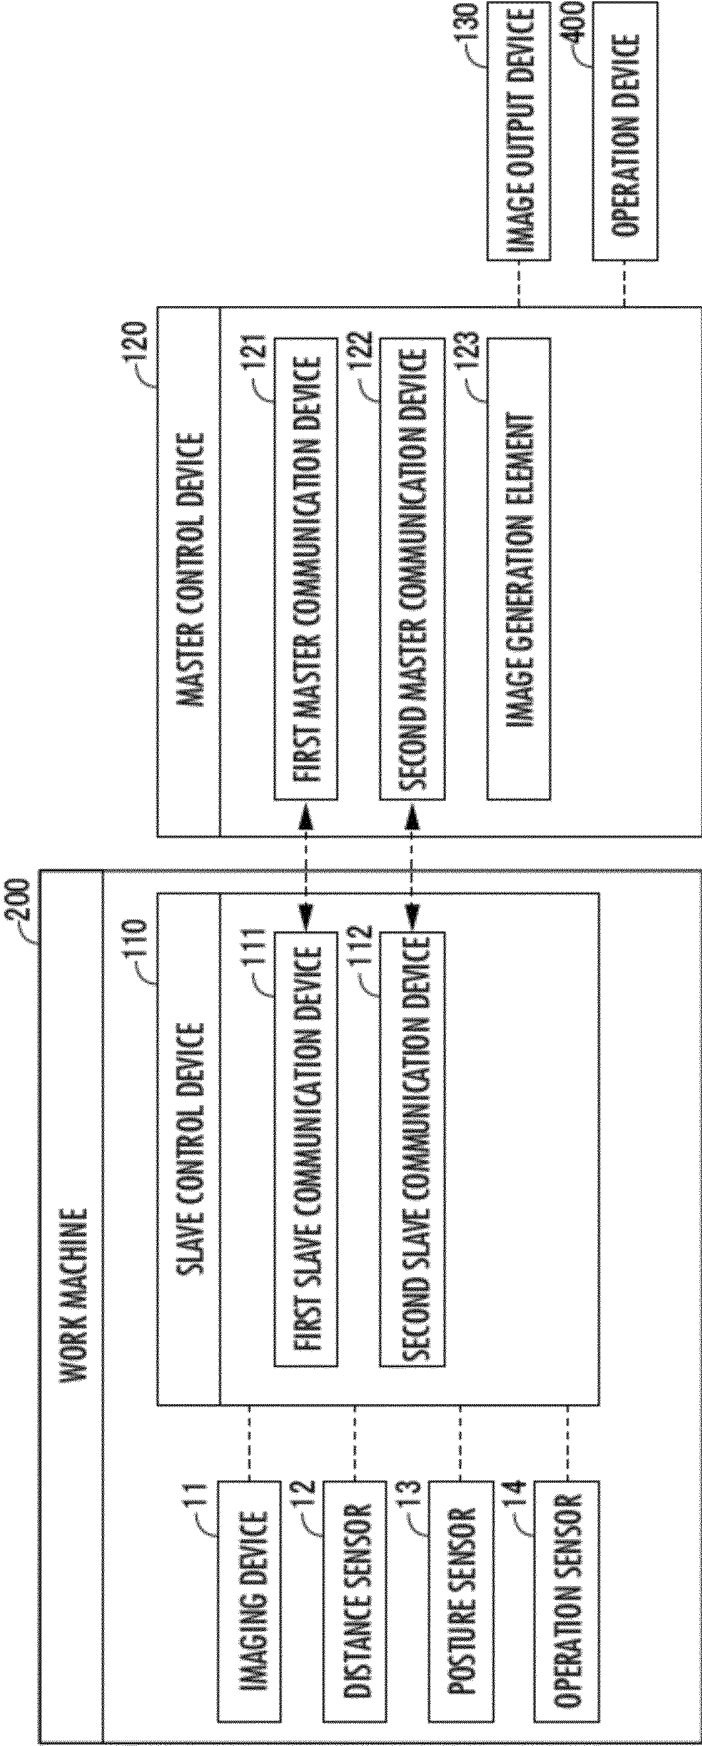 200
WORK MACHINE
11
IMAGING DEVICE
12
DISTANCE SENSOR
13
POSTURE SENSOR
14
OPERATION SENSOR
110
SLAVE CONTROL DEVICE
111
FIRST SLAVE COMMUNICATION DEVICE
112
SECOND SLAVE COMMUNICATION DEVICE
120
MASTER CONTROL DEVICE
121
FIRST MASTER COMMUNICATION DEVICE
122
SECOND MASTER COMMUNICATION DEVICE
123
IMAGE GENERATION ELEMENT
130
IMAGE OUTPUT DEVICE
400
OPERATION DEVICE